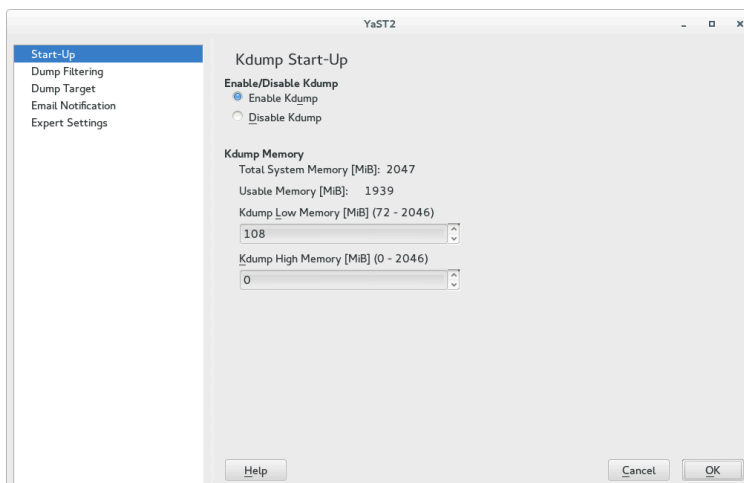 YaST2
Start-Up
Dump Filtering
Dump Target
Email Notification
Expert Settings
Kdump Start-Up
Enable/Disable Kdump
Enable Kdump
Disable Kdump
Kdump Memory
Total System Memory [MiB]: 2047
Usable Memory [MiB]: 1939
Kdump Low Memory [MiB] (72 - 2046)
108
Kdump High Memory [MiB] (0 - 2046)
0
Help
Cancel
OK